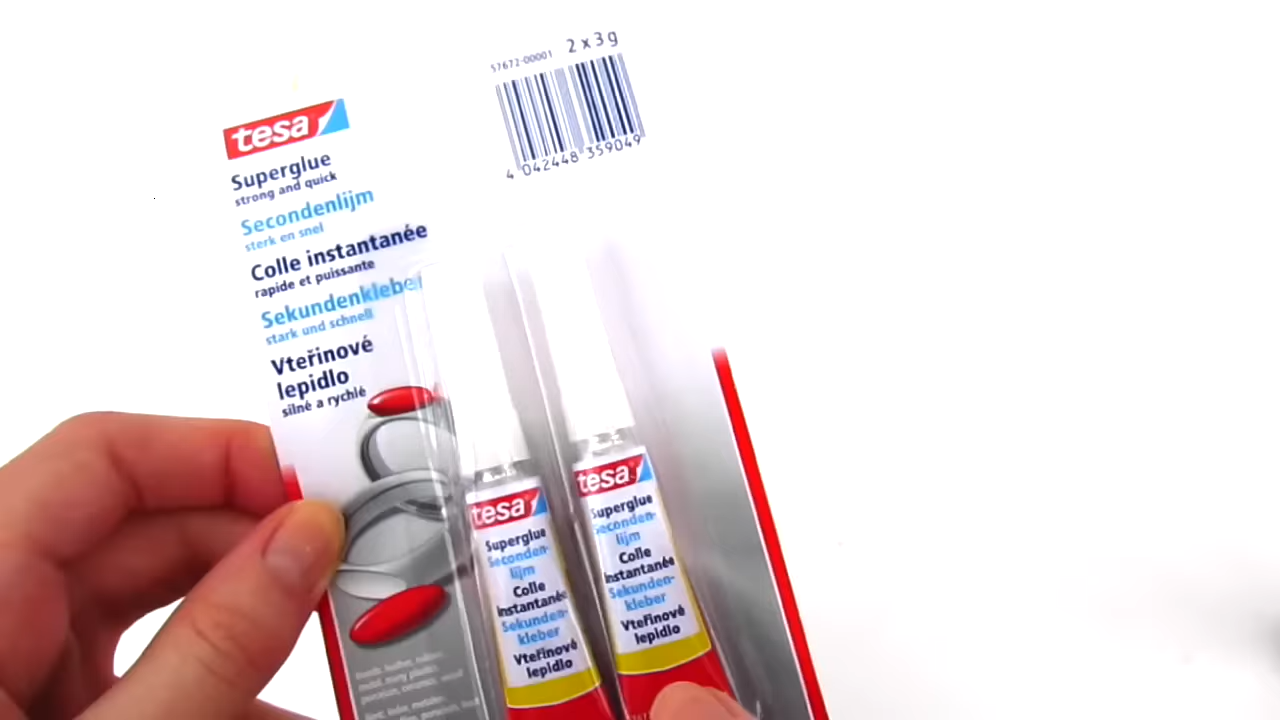 57672-00001 2 x 3 g
4 042448 359049
tesa
Superglue
strong and quick
Secondenlijm
sterk en snel
Colle instantanée
rapide et puissante
Sekundenkleber
stark und schnell
Vteřinové
lepidlo
silné a rychlé
tesa
Superglue
Seconden-
lijm
Colle
instantanée
Sekunden-
kleber
Vteřinové
lepidlo
tesa
Superglue
Seconden-
lijm
Colle
instantanée
Sekunden-
kleber
Vteřinové
lepidlo